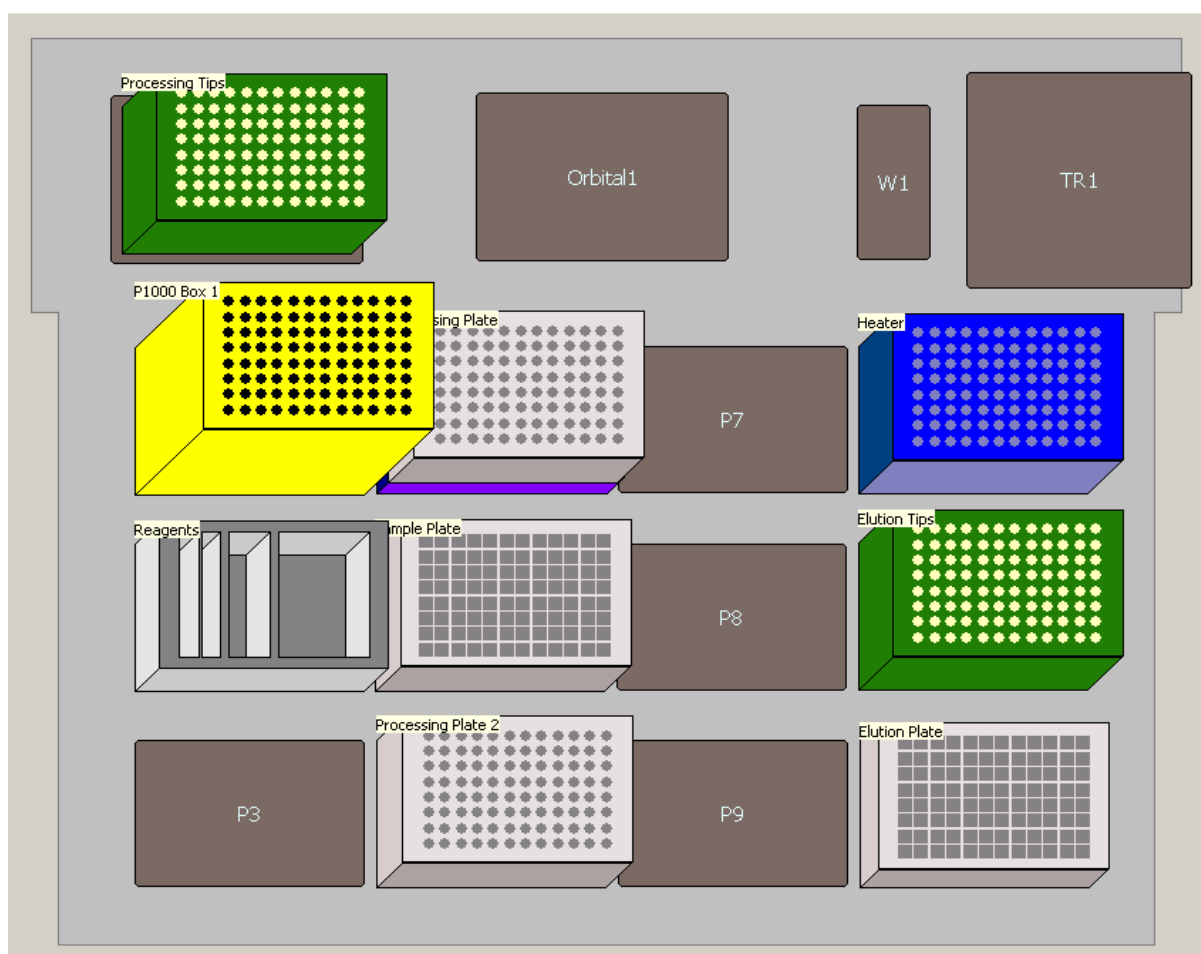 Processing Tips
Orbital1
W1
TR1
P1000 Box 1
sing Plate
P7
Heater
Reagents
mple Plate
P8
Elution Tips
P3
Processing Plate 2
P9
Elution Plate